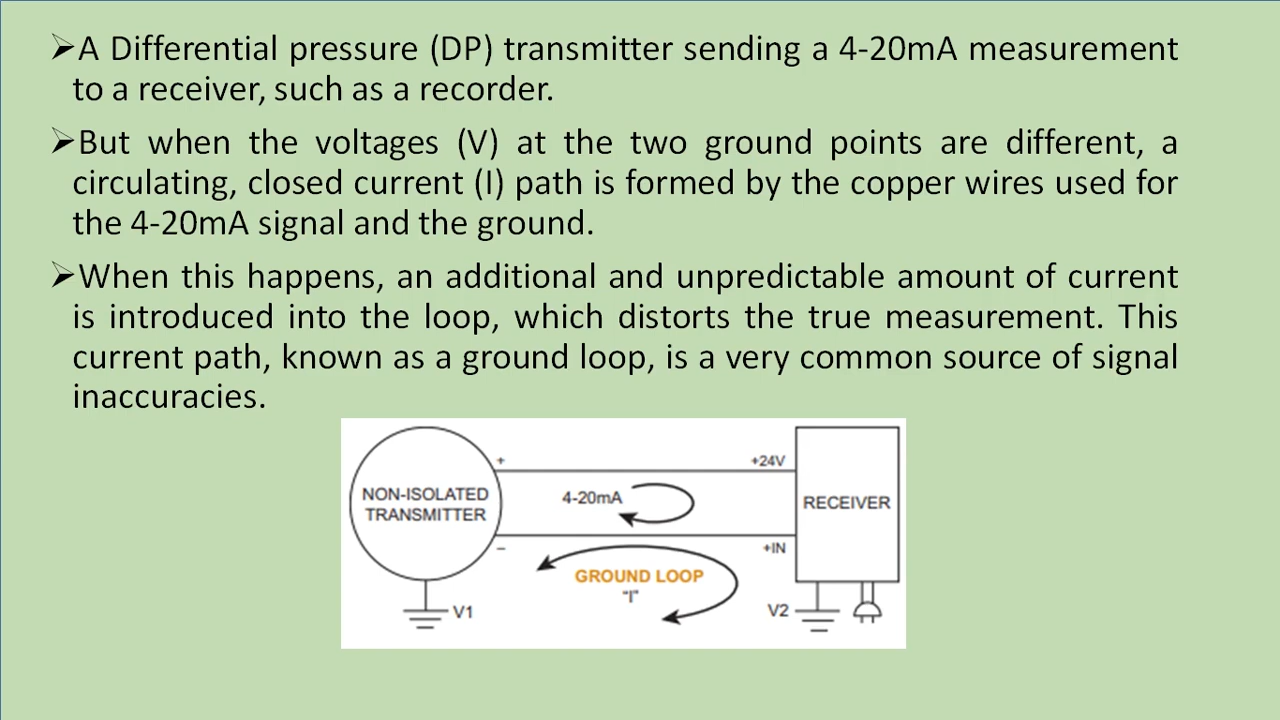 ➢A Differential pressure (DP) transmitter sending a 4-20mA measurement
to a receiver, such as a recorder.
➢But when the voltages (V) at the two ground points are different, a
circulating, closed current (I) path is formed by the copper wires used for
the 4-20mA signal and the ground.
➢When this happens, an additional and unpredictable amount of current
is introduced into the loop, which distorts the true measurement. This
current path, known as a ground loop, is a very common source of signal
inaccuracies.
+
+24V
NON-ISOLATED
TRANSMITTER
4-20mA
RECEIVER
–
+IN
GROUND LOOP
"I"
V1
V2